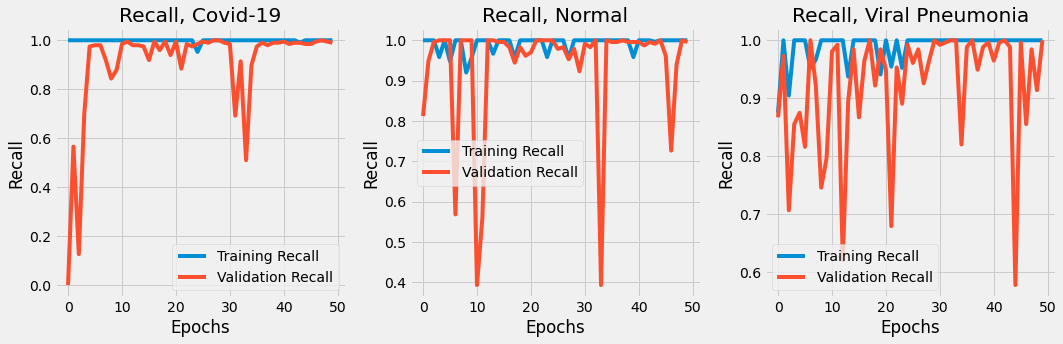 Recall, Covid-19
Recall
1.0
0.8
0.6
0.4
0.2
0.0
0
10
20
30
40
50
Epochs
Training Recall
Validation Recall
Recall, Normal
Recall
1.0
0.9
0.8
0.7
0.6
0.5
0.4
0
10
20
30
40
50
Epochs
Training Recall
Validation Recall
Recall, Viral Pneumonia
Recall
1.0
0.9
0.8
0.7
0.6
0
10
20
30
40
50
Epochs
Training Recall
Validation Recall